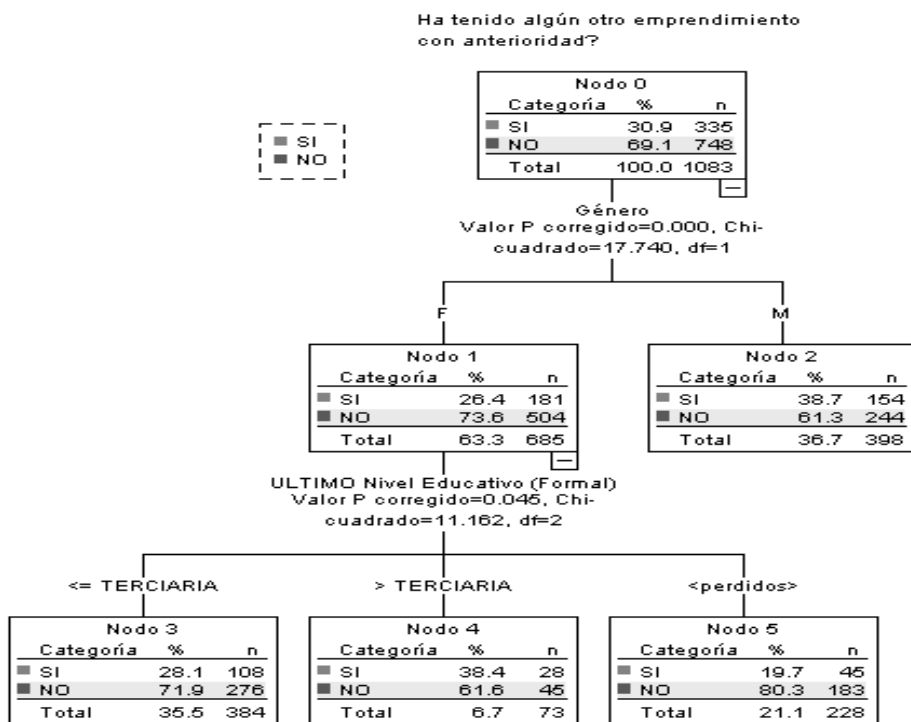 Ha tenido algún otro emprendimiento
con anterioridad?
SI
NO
Nodo 0
Categoría % n
SI 30.9 335
NO 69.1 748
Total 100.0 1083
Género
Valor P corregido=0.000, Chi-
cuadrado=17.740, df=1
F
M
Nodo 1
Categoría % n
SI 26.4 181
NO 73.6 504
Total 63.3 685
Nodo 2
Categoría % n
SI 38.7 154
NO 61.3 244
Total 36.7 398
ULTIMO Nivel Educativo (Formal)
Valor P corregido=0.045, Chi-
cuadrado=11.162, df=2
<= TERCIARIA
> TERCIARIA
<perdidos>
Nodo 3
Categoría % n
SI 28.1 108
NO 71.9 276
Total 35.5 384
Nodo 4
Categoría % n
SI 38.4 28
NO 61.6 45
Total 6.7 73
Nodo 5
Categoría % n
SI 19.7 45
NO 80.3 183
Total 21.1 228